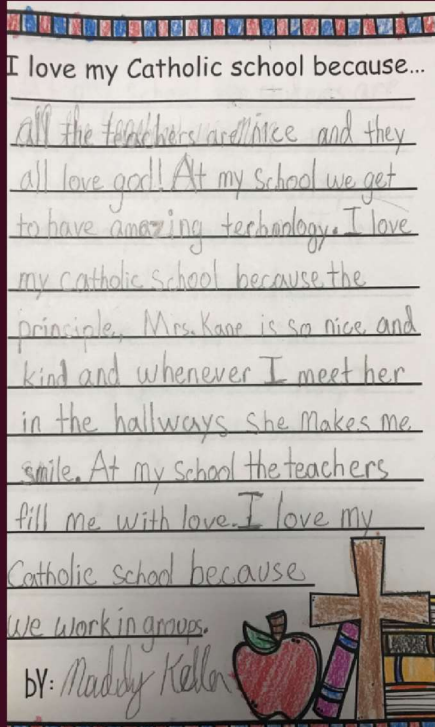 I love my Catholic school because...
all the teachers are nice and they
all love god! At my school we get
to have amazing technology. I love
my catholic school because, the
principle, Mrs. Kane is so nice and
kind and whenever I meet her
in the hallways she makes me
smile. At my school the teachers
fill me with love. I love my
Catholic school because
we work in groups.
by: Maddy